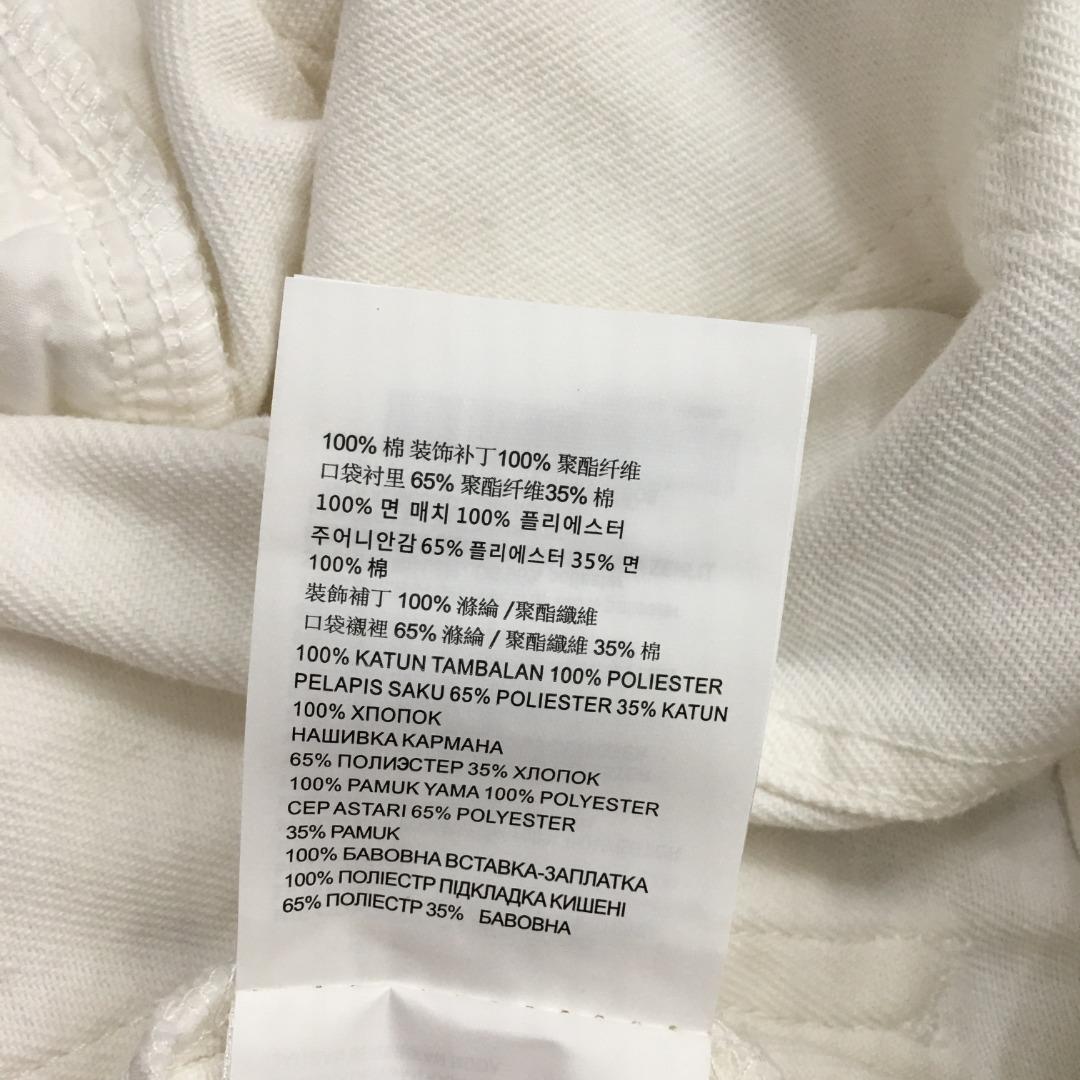 100% 棉 装饰补丁100% 聚酯纤维
口袋衬里 65% 聚酯纤维35% 棉
100% 면 매치 100% 플리에스터
주어니안감 65% 플리에스터 35% 면
100% 棉
裝飾補丁 100% 滌綸 /聚酯纖維
口袋襯裡 65% 滌綸 / 聚酯纖維 35% 棉
100% KATUN TAMBALAN 100% POLIESTER
PELAPIS SAKU 65% POLIESTER 35% KATUN
100% ХПОПОК
НАШИВКА КАРМАНА
65% ПОЛИЭСТЕР 35% ХЛОПОК
100% PAMUK YAMA 100% POLYESTER
CEP ASTARI 65% POLYESTER
35% PAMUK
100% БАВОВНА ВСТАВКА-ЗАПЛАТКА
100% ПОЛІЕСТР ПІДКЛАДКА КИШЕНІ
65% ПОЛІЕСТР 35% БАВОВНА